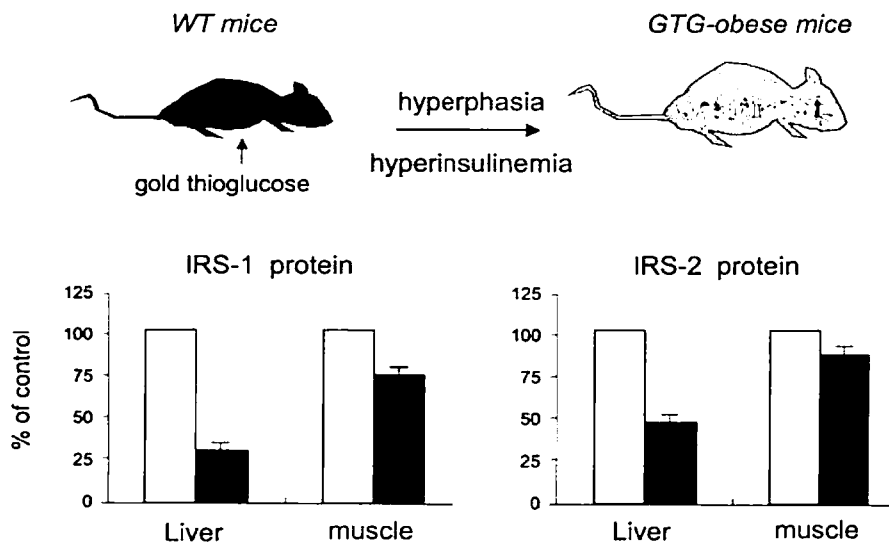 WT mice
GTG-obese mice
hyperphasia
hyperinsulinemia
gold thioglucose
IRS-1 protein
IRS-2 protein
% of control
125
100
75
50
25
0
Liver
muscle
125
100
75
50
25
0
Liver
muscle